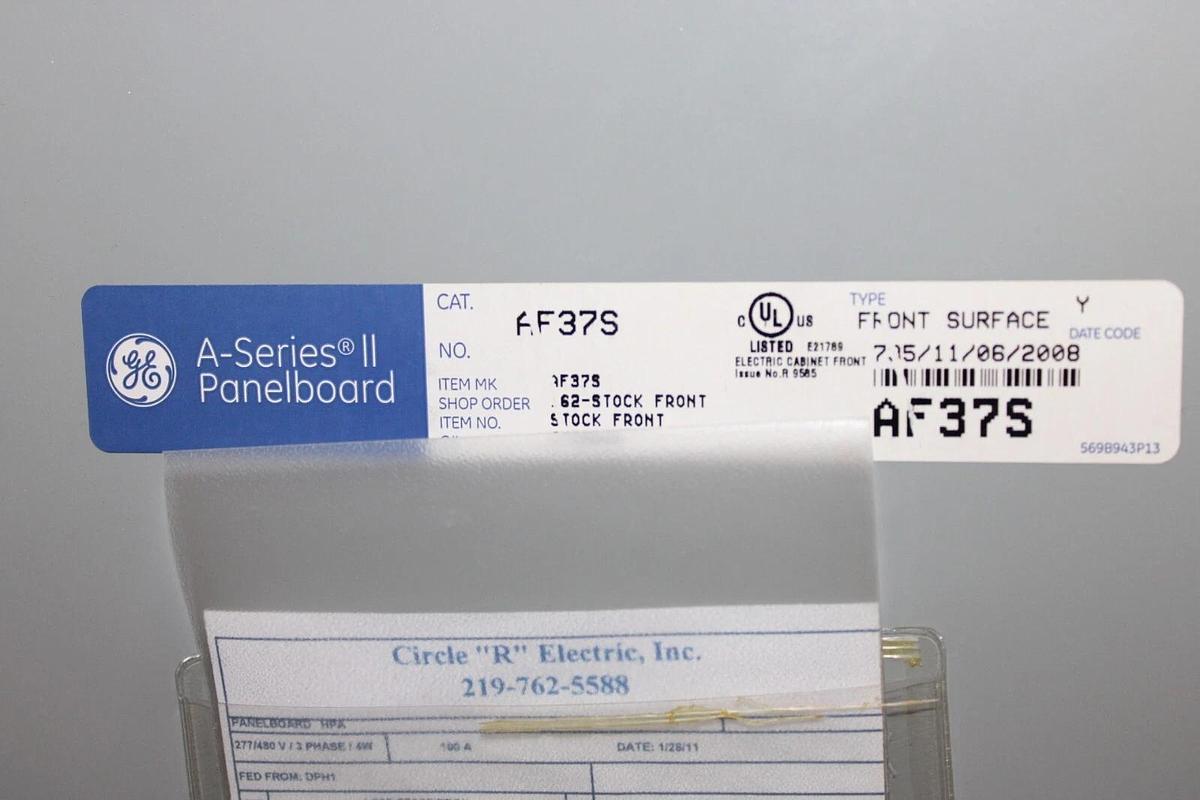 GE
A-Series® II
Panelboard
CAT.
NO.
AF37S
ITEM MK AF37S
SHOP ORDER .62-STOCK FRONT
ITEM NO. STOCK FRONT
C UL US
LISTED E21789
ELECTRIC CABINET FRONT
Issue No.R 9585
TYPE Y
FRONT SURFACE
DATE CODE
/11/06/2008
AF37S
569B943P13
Circle "R" Electric, Inc.
219-762-5588
PANELBOARD HPA
277/480 V / 3 PHASE / 4W 100 A DATE: 1/28/11
FED FROM: DPH1